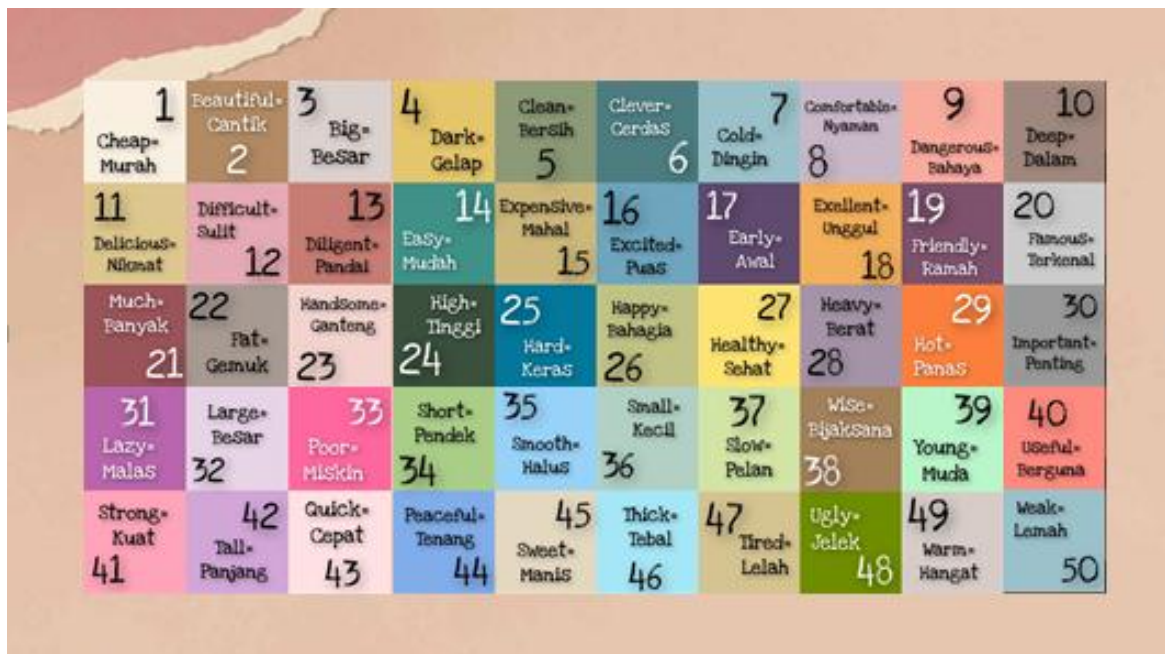 1
Cheap=
Murah
Beautiful=
Cantik
2
3
Big=
Besar
4
Dark=
Gelap
Clean=
Bersih
5
Clever=
Cerdas
6
7
Cold=
Dingin
Comfortable=
Nyaman
8
9
Dangerous=
Bahaya
10
Deep=
Dalam
11
Delicious=
Nikmat
Difficult=
Sulit
12
13
Diligent=
Pandai
14
Easy=
Mudah
Expensive=
Mahal
15
16
Excited=
Puas
17
Early=
Awal
Exellent=
Unggul
18
19
Friendly=
Ramah
20
Famous=
Terkenal
Much=
Banyak
21
22
Fat=
Gemuk
Handsome=
Ganteng
23
High=
Tinggi
24
25
Hard=
Keras
Happy=
Bahagia
26
27
Healthy=
Sehat
Heavy=
Berat
28
29
Hot=
Panas
30
Important=
Penting
31
Lazy=
Malas
Large=
Besar
32
33
Poor=
Miskin
Short=
Pendek
34
35
Smooth=
Halus
Small=
Kecil
36
37
Slow=
Pelan
Wise=
Bijaksana
38
39
Young=
Muda
40
Useful=
Berguna
Strong=
Kuat
41
42
Tall=
Panjang
Quick=
Cepat
43
Peaceful=
Tenang
44
45
Sweet=
Manis
Thick=
Tebal
46
47
Tired=
Lelah
Ugly=
Jelek
48
49
Warm=
Hangat
Weak=
Lemah
50